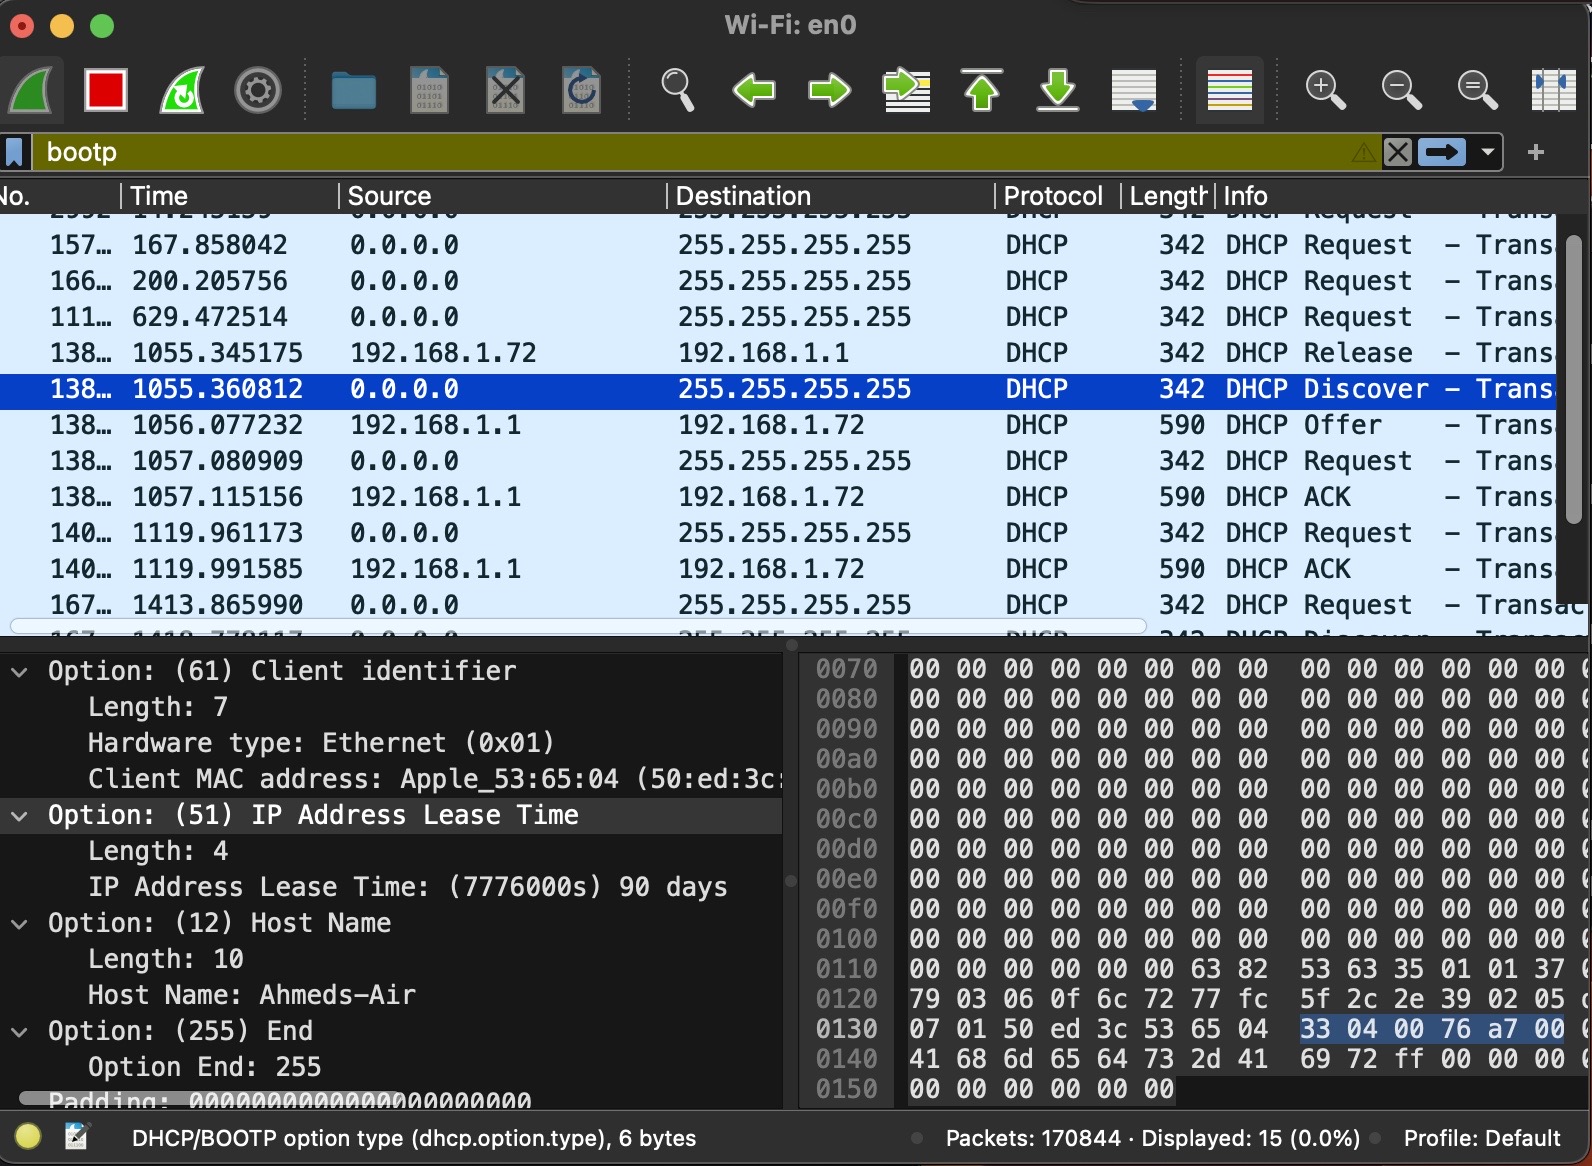 Wi-Fi: en0
bootp
No. Time Source Destination Protocol Length Info
157… 167.858042 0.0.0.0 255.255.255.255 DHCP 342 DHCP Request – Trans
166… 200.205756 0.0.0.0 255.255.255.255 DHCP 342 DHCP Request – Trans
111… 629.472514 0.0.0.0 255.255.255.255 DHCP 342 DHCP Request – Trans
138… 1055.345175 192.168.1.72 192.168.1.1 DHCP 342 DHCP Release – Trans
138… 1055.360812 0.0.0.0 255.255.255.255 DHCP 342 DHCP Discover – Trans
138… 1056.077232 192.168.1.1 192.168.1.72 DHCP 590 DHCP Offer – Trans
138… 1057.080909 0.0.0.0 255.255.255.255 DHCP 342 DHCP Request – Trans
138… 1057.115156 192.168.1.1 192.168.1.72 DHCP 590 DHCP ACK – Trans
140… 1119.961173 0.0.0.0 255.255.255.255 DHCP 342 DHCP Request – Trans
140… 1119.991585 192.168.1.1 192.168.1.72 DHCP 590 DHCP ACK – Trans
167… 1413.865990 0.0.0.0 255.255.255.255 DHCP 342 DHCP Request – Transac
Option: (61) Client identifier
Length: 7
Hardware type: Ethernet (0x01)
Client MAC address: Apple_53:65:04 (50:ed:3c:
Option: (51) IP Address Lease Time
Length: 4
IP Address Lease Time: (7776000s) 90 days
Option: (12) Host Name
Length: 10
Host Name: Ahmeds-Air
Option: (255) End
Option End: 255
Padding: 0000000000000000000000
0070 00 00 00 00 00 00 00 00 00 00 00 00 00 00
0080 00 00 00 00 00 00 00 00 00 00 00 00 00 00
0090 00 00 00 00 00 00 00 00 00 00 00 00 00 00
00a0 00 00 00 00 00 00 00 00 00 00 00 00 00 00
00b0 00 00 00 00 00 00 00 00 00 00 00 00 00 00
00c0 00 00 00 00 00 00 00 00 00 00 00 00 00 00
00d0 00 00 00 00 00 00 00 00 00 00 00 00 00 00
00e0 00 00 00 00 00 00 00 00 00 00 00 00 00 00
00f0 00 00 00 00 00 00 00 00 00 00 00 00 00 00
0100 00 00 00 00 00 00 00 00 00 00 00 00 00 00
0110 00 00 00 00 00 00 63 82 53 63 35 01 01 37
0120 79 03 06 0f 6c 72 77 fc 5f 2c 2e 39 02 05
0130 07 01 50 ed 3c 53 65 04 33 04 00 76 a7 00
0140 41 68 6d 65 64 73 2d 41 69 72 ff 00 00 00
0150 00 00 00 00 00 00
DHCP/BOOTP option type (dhcp.option.type), 6 bytes
Packets: 170844 · Displayed: 15 (0.0%)
Profile: Default